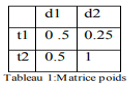 d1 d2
t1 0 .5 0.25
t2 0.5 1
Tableau 1:Matrice poids